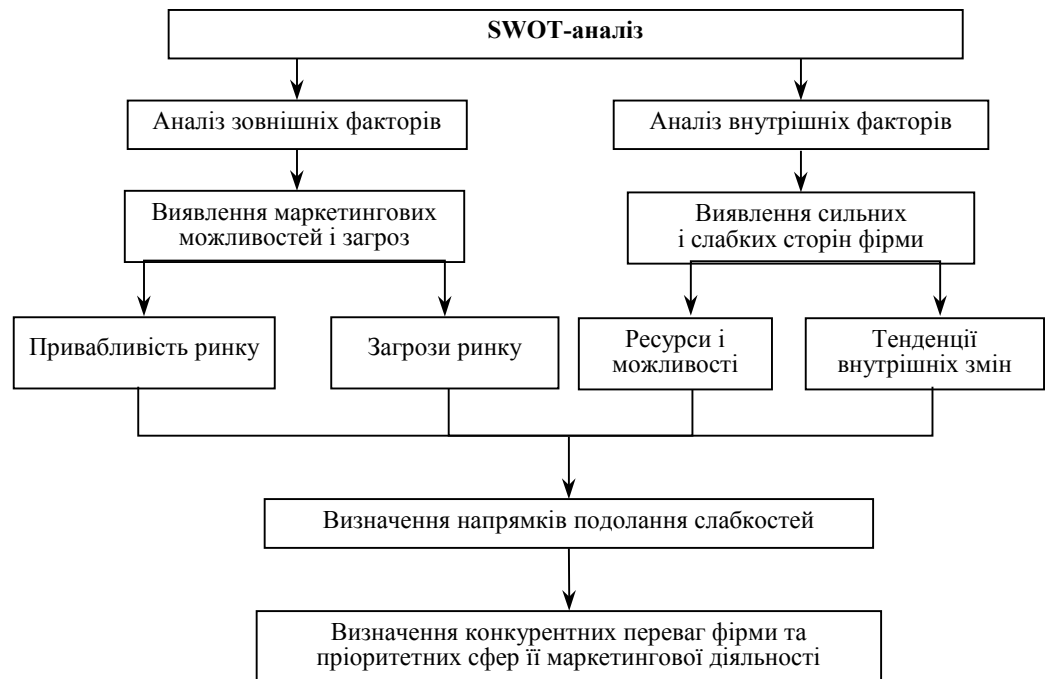 SWOT-аналіз
Аналіз зовнішніх факторів
Аналіз внутрішніх факторів
Виявлення маркетингових
можливостей і загроз
Виявлення сильних
і слабких сторін фірми
Привабливість ринку
Загрози ринку
Ресурси і
можливості
Тенденції
внутрішніх змін
Визначення напрямків подолання слабкостей
Визначення конкурентних переваг фірми та
пріоритетних сфер її маркетингової діяльності